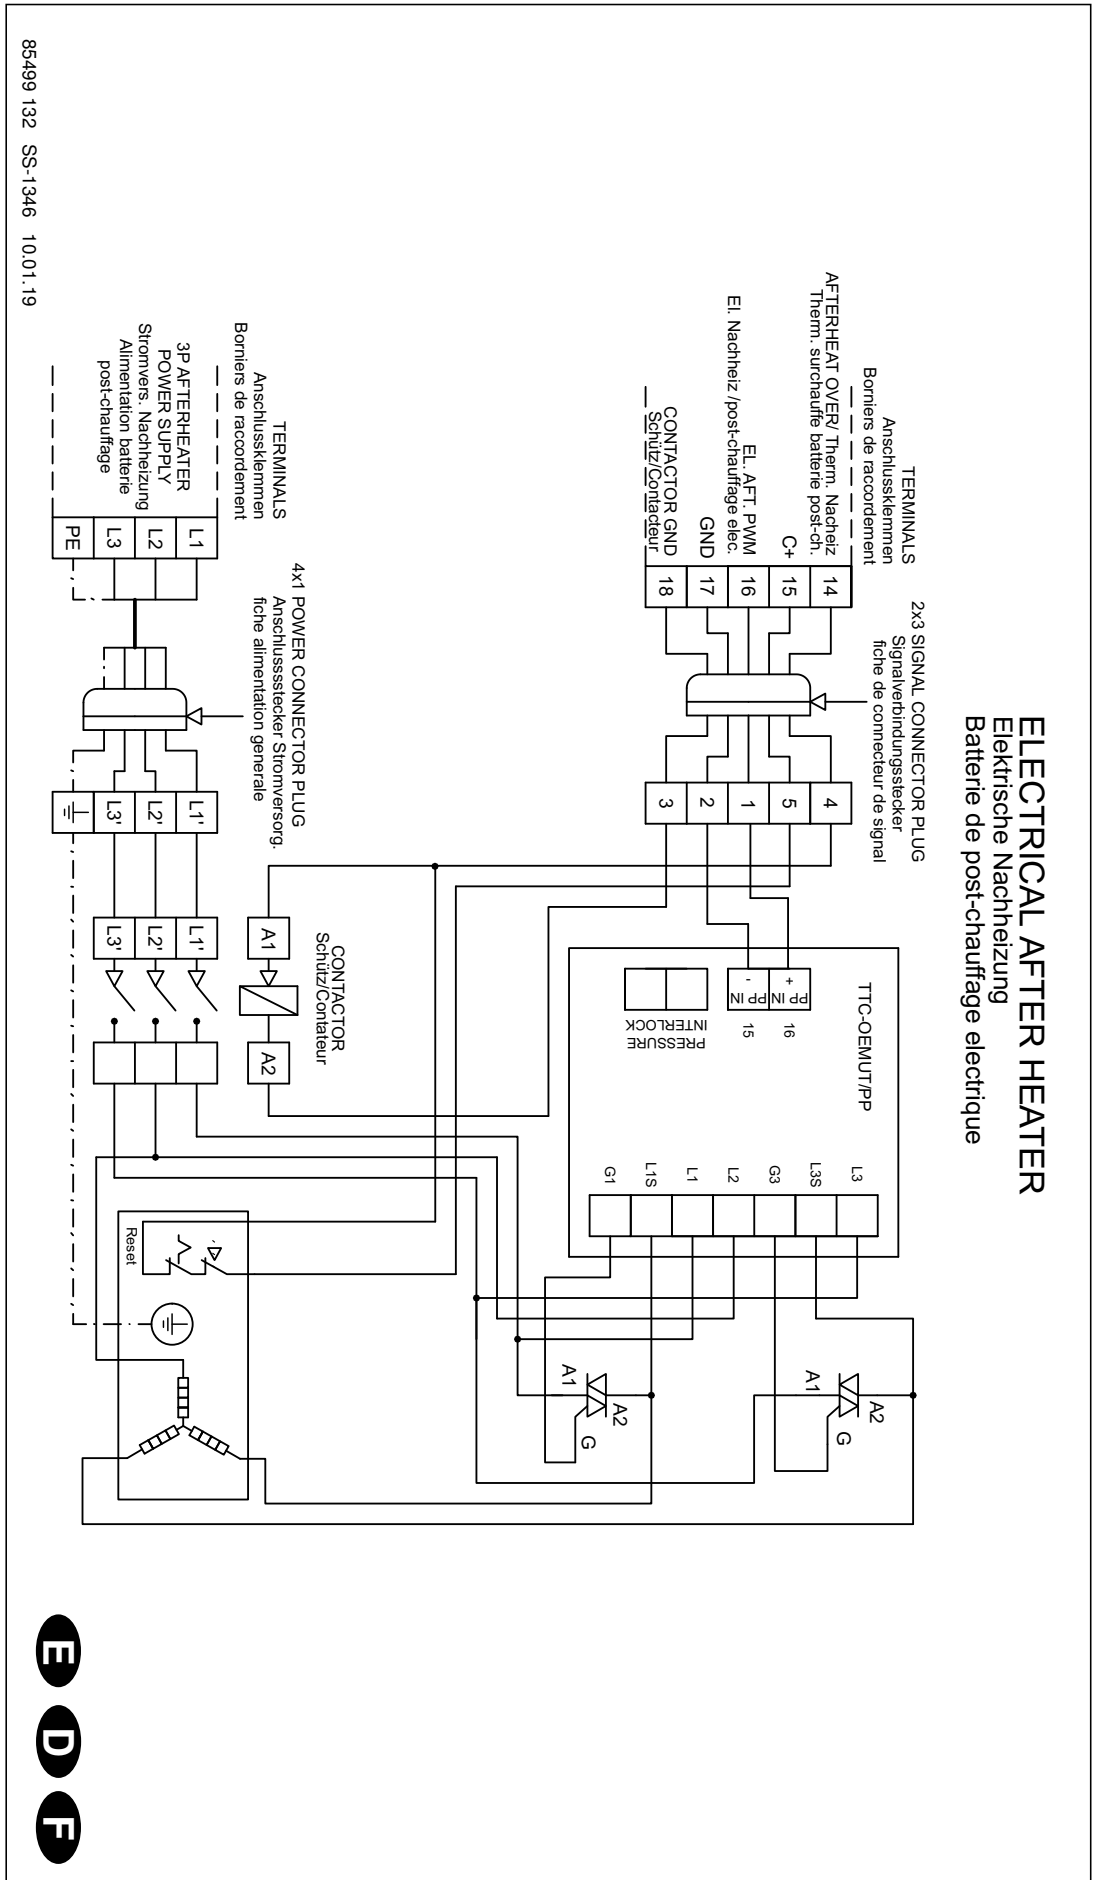 ELECTRICAL AFTER HEATER
Elektrische Nachheizung
Batterie de post-chauffage electrique
TERMINALS
Anschlussklemmen
Borniers de raccordement
2x3 SIGNAL CONNECTOR PLUG
Signalverbindungsstecker
fiche de connecteur de signal
AFTERHEAT OVER/ Therm. Nacheiz
Therm. surchauffe batterie post-ch.
C+
EL. AFT. PWM
El. Nachheiz /post-chauffage elec.
GND
CONTACTOR GND
Schütz/Contacteur
14
15
16
17
18
4
5
1
2
3
TTC-OEMUT/PP
+
PP IN
-
PP IN
16
15
PRESSURE
INTERLOCK
L3
L3S
G3
L2
L1
L1S
G1
A1
A2
G
A1
A2
G
CONTACTOR
Schütz/Contateur
A1
A2
TERMINALS
Anschlussklemmen
Borniers de raccordement
4x1 POWER CONNECTOR PLUG
Anschlusssstecker Stromversorg.
fiche alimentation generale
3P AFTERHEATER
POWER SUPPLY
Stromvers. Nachheizung
Alimentation batterie
post-chauffage
L1
L2
L3
PE
L1'
L2'
L3'
L1'
L2'
L3'
Reset
85499 132 SS-1346 10.01.19
E D F